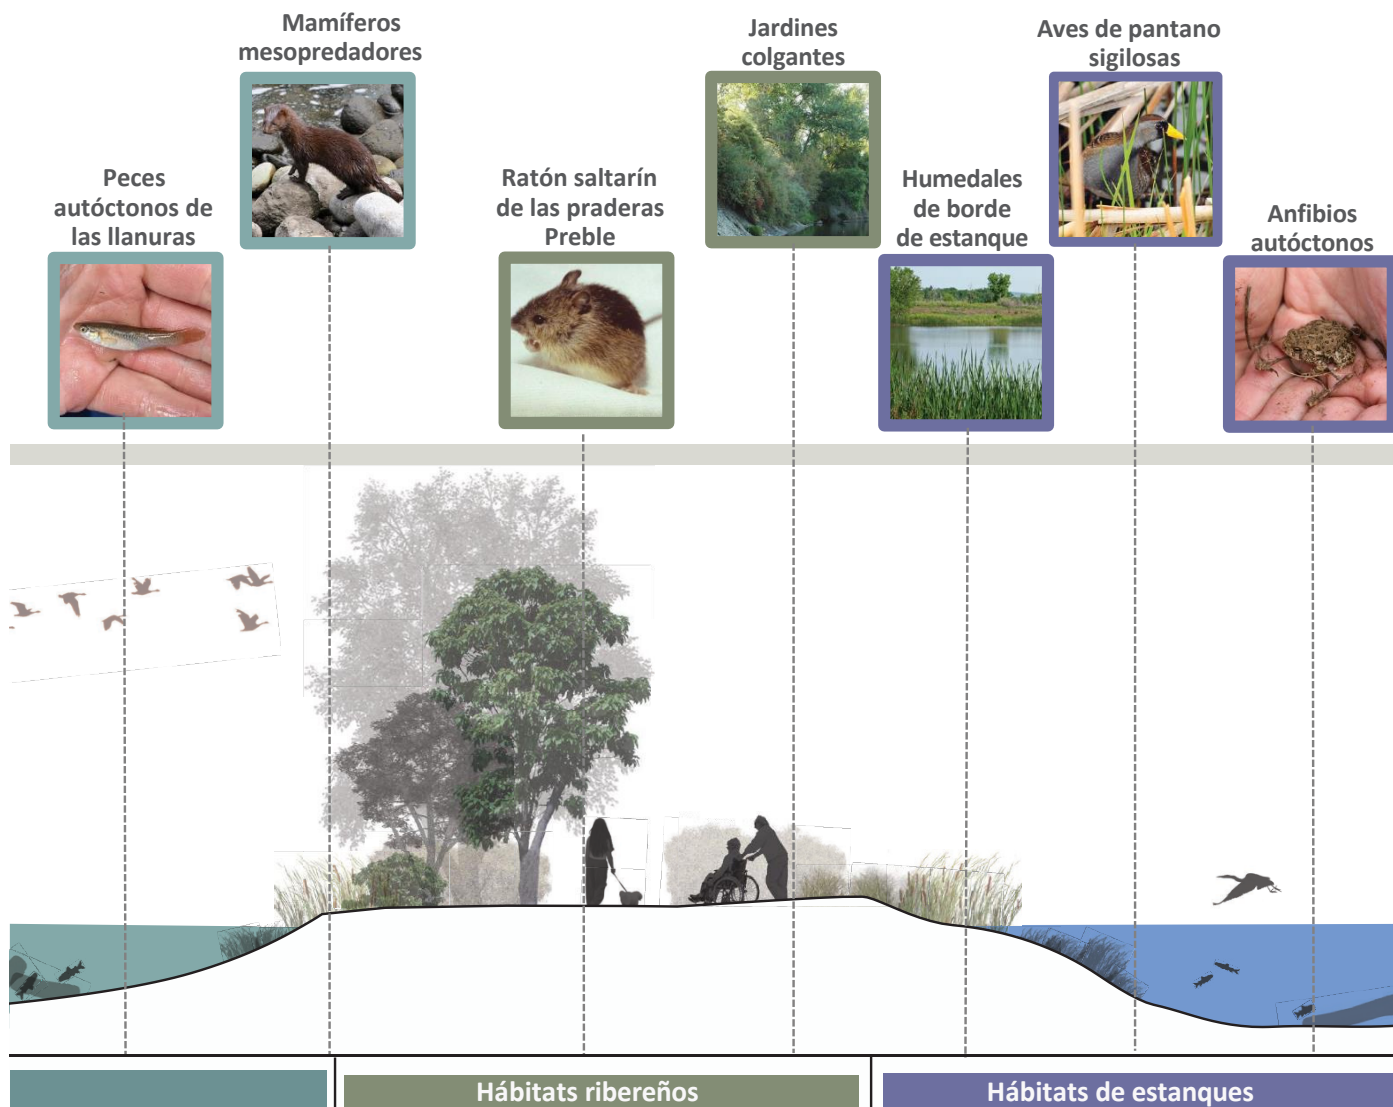 Mamíferos
mesopredadores
Jardines
colgantes
Aves de pantano
sigilosas
Peces
autóctonos de
las llanuras
Ratón saltarín
de las praderas
Preble
Humedales
de borde
de estanque
Anfibios
autóctonos
Hábitats ribereños
Hábitats de estanques